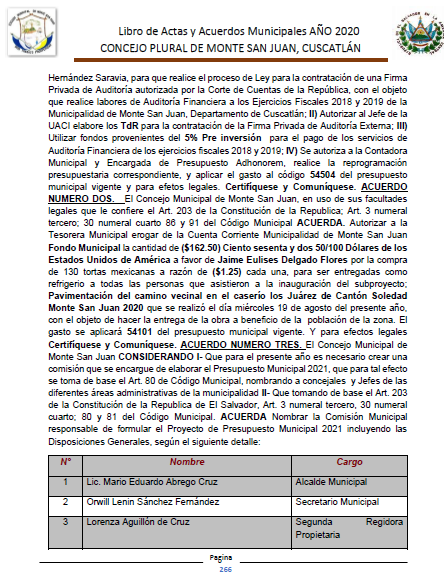 Libro de Actas y Acuerdos Municipales AÑO 2020
CONCEJO PLURAL DE MONTE SAN JUAN, CUSCATLÁN
Hernández Saravia, para que realice el proceso de Ley para la contratación de una Firma
Privada de Auditoría autorizada por la Corte de Cuentas de la República, con el objeto
que realice labores de Auditoría Financiera a los Ejercicios Fiscales 2018 y 2019 de la
Municipalidad de Monte San Juan, Departamento de Cuscatlán; II) Autorizar al Jefe de la
UACI elabore los TdR para la contratación de la Firma Privada de Auditoría Externa; III)
Utilizar fondos provenientes del 5% Pre inversión para el pago de los servicios de
Auditoría Financiera de los ejercicios fiscales 2018 y 2019; IV) Se autoriza a la Contadora
Municipal y Encargada de Presupuesto Adhonorem, realice la reprogramación
presupuestaria correspondiente, y aplicar el gasto al código 54504 del presupuesto
municipal vigente y para efectos legales. Certifíquese y Comuníquese. ACUERDO
NUMERO DOS. El Concejo Municipal de Monte San Juan, en uso de sus facultades
legales que le confiere el Art. 203 de la Constitución de la Republica; Art. 3 numeral
tercero; 30 numeral cuarto 86 y 91 del Código Municipal ACUERDA. Autorizar a la
Tesorera Municipal erogar de la Cuenta Corriente Municipalidad de Monte San Juan
Fondo Municipal la cantidad de ($162.50) Ciento sesenta y dos 50/100 Dólares de los
Estados Unidos de América a favor de Jaime Eulises Delgado Flores por la compra
de 130 tortas mexicanas a razón de ($1.25) cada una, para ser entregadas como
refrigerio a todas las personas que asistieron a la inauguración del subproyecto;
Pavimentación del camino vecinal en el caserío los Juárez de Cantón Soledad
Monte San Juan 2020 que se realizó el día miércoles 19 de agosto del presente año,
con el objeto de hacer la entrega de la obra a beneficio de la población de la zona. El
gasto se aplicará 54101 del presupuesto municipal vigente. Y para efectos legales
Certifíquese y Comuníquese. ACUERDO NUMERO TRES. El Concejo Municipal de
Monte San Juan CONSIDERANDO I- Que para el presente año es necesario crear una
comisión que se encargue de elaborar el Presupuesto Municipal 2021, que para tal efecto
se toma de base el Art. 80 de Código Municipal, nombrando a concejales y Jefes de las
diferentes áreas administrativas de la municipalidad II- Que tomando de base el Art. 203
de la Constitución de la Republica de El Salvador, Art. 3 numeral tercero, 30 numeral
cuarto; 80 y 81 del Código Municipal. ACUERDA Nombrar la Comisión Municipal
responsable de formular el Proyecto de Presupuesto Municipal 2021 incluyendo las
Disposiciones Generales, según el siguiente detalle:
N° Nombre Cargo
1 Lic. Mario Eduardo Abrego Cruz Alcalde Municipal
2 Orwill Lenin Sánchez Fernández Secretario Municipal
3 Lorenza Aguillón de Cruz Segunda Regidora
Propietaria
Pagina
266